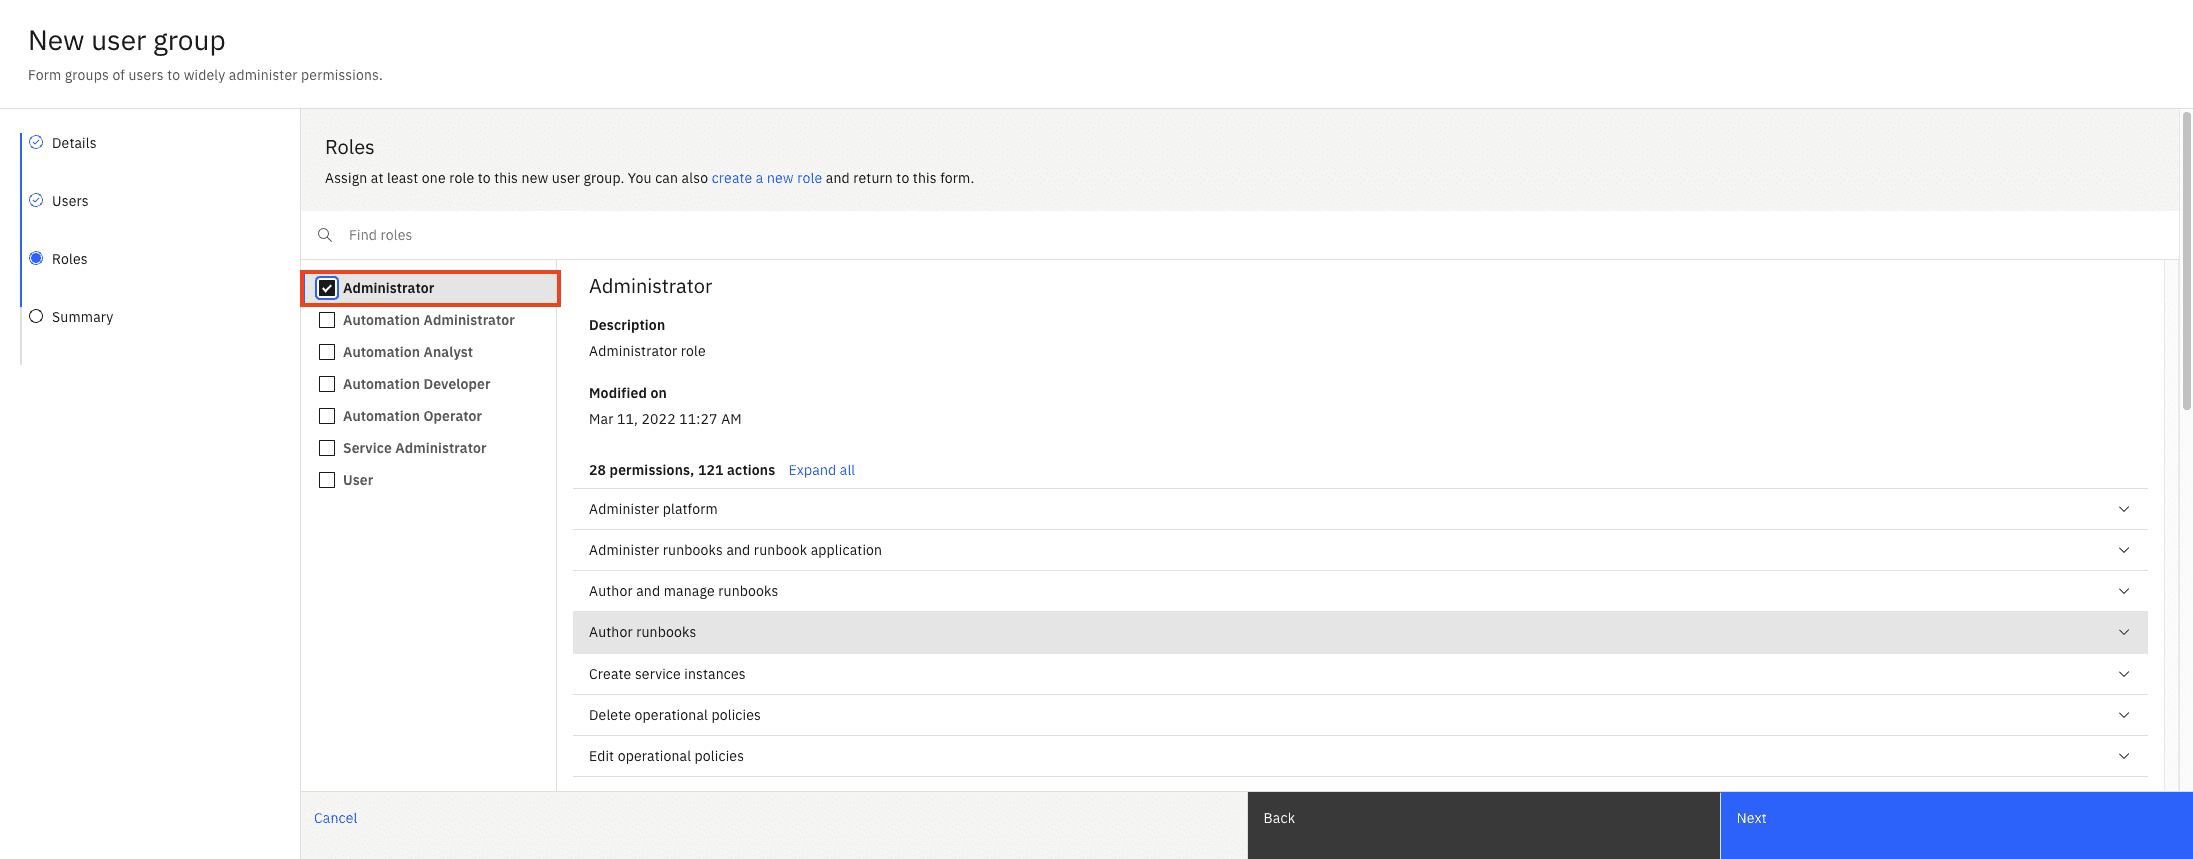 New user group
Form groups of users to widely administer permissions.
Details
Users
Roles
Summary
Roles
Assign at least one role to this new user group. You can also create a new role and return to this form.
Find roles
Administrator
Automation Administrator
Automation Analyst
Automation Developer
Automation Operator
Service Administrator
User
Administrator
Description
Administrator role
Modified on
Mar 11, 2022 11:27 AM
28 permissions, 121 actions Expand all
Administer platform
Administer runbooks and runbook application
Author and manage runbooks
Author runbooks
Create service instances
Delete operational policies
Edit operational policies
Cancel
Back
Next